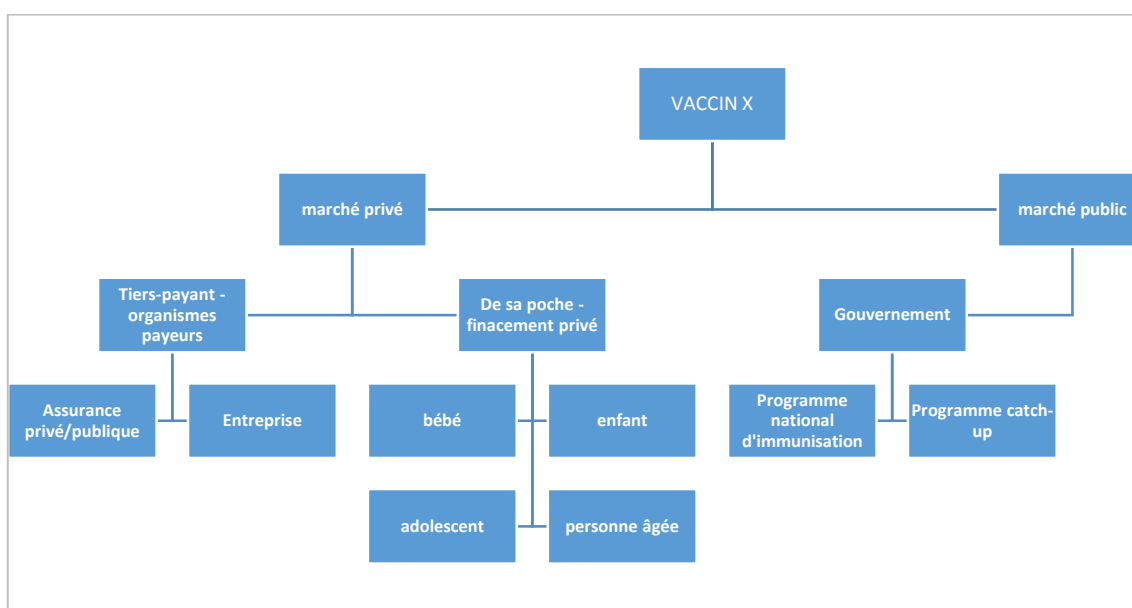 VACCIN X
marché privé
marché public
Tiers-payant -
organismes
payeurs
De sa poche -
finacement privé
Gouvernement
Assurance
privé/publique
Entreprise
bébé
enfant
Programme
national
d'immunisation
Programme catch-
up
adolescent
personne âgée